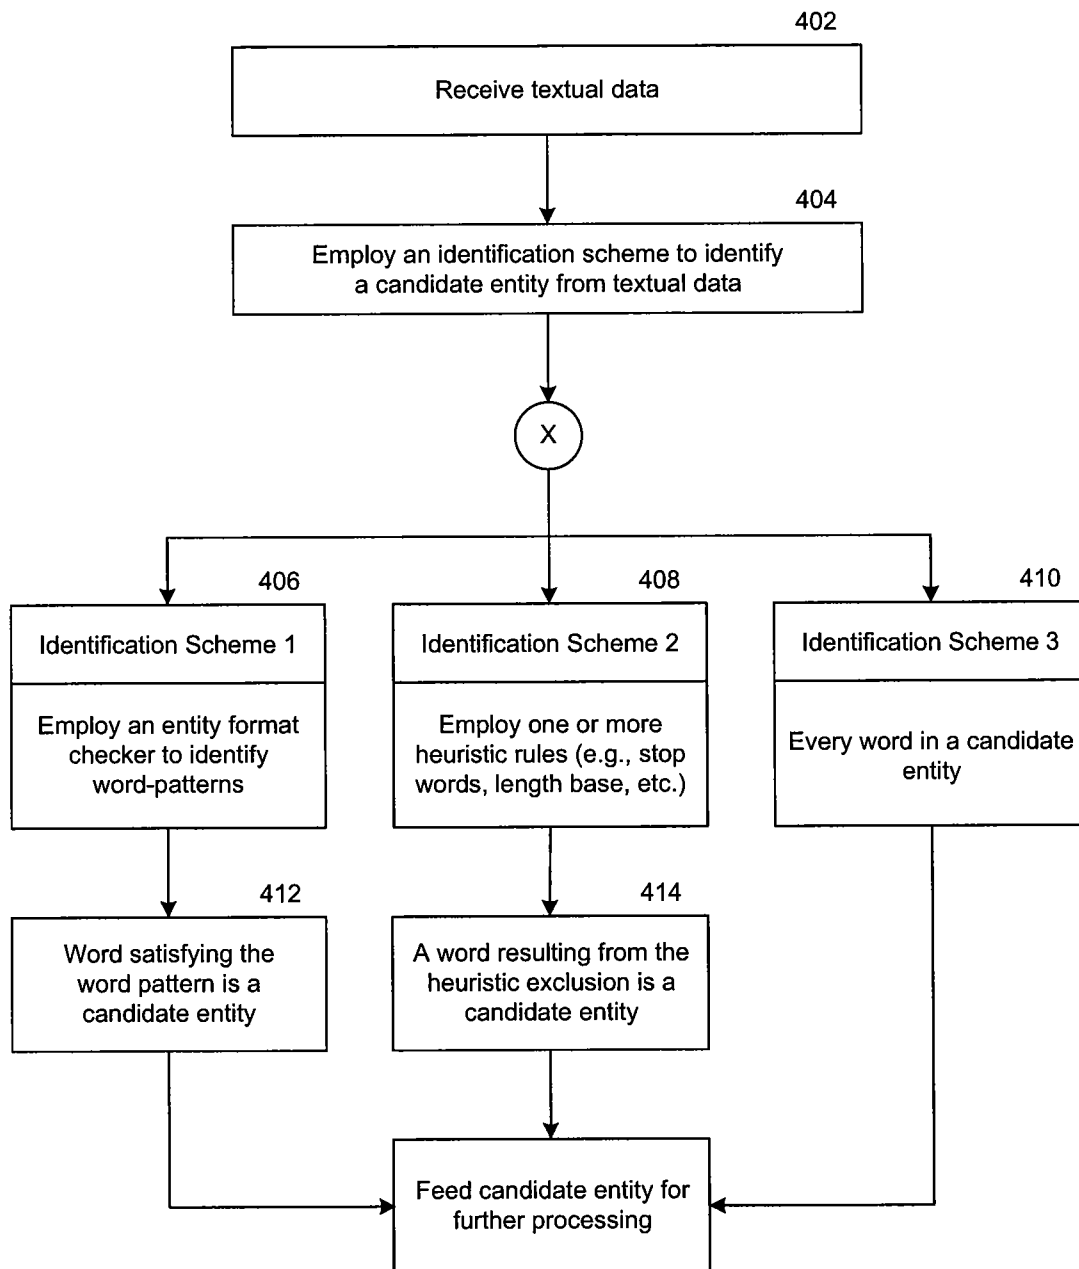 402
Receive textual data
404
Employ an identification scheme to identify
a candidate entity from textual data
X
406
408
410
Identification Scheme 1
Identification Scheme 2
Identification Scheme 3
Employ an entity format
checker to identify
word-patterns
Employ one or more
heuristic rules (e.g., stop
words, length base, etc.)
Every word in a candidate
entity
412
414
Word satisfying the
word pattern is a
candidate entity
A word resulting from the
heuristic exclusion is a
candidate entity
Feed candidate entity for
further processing